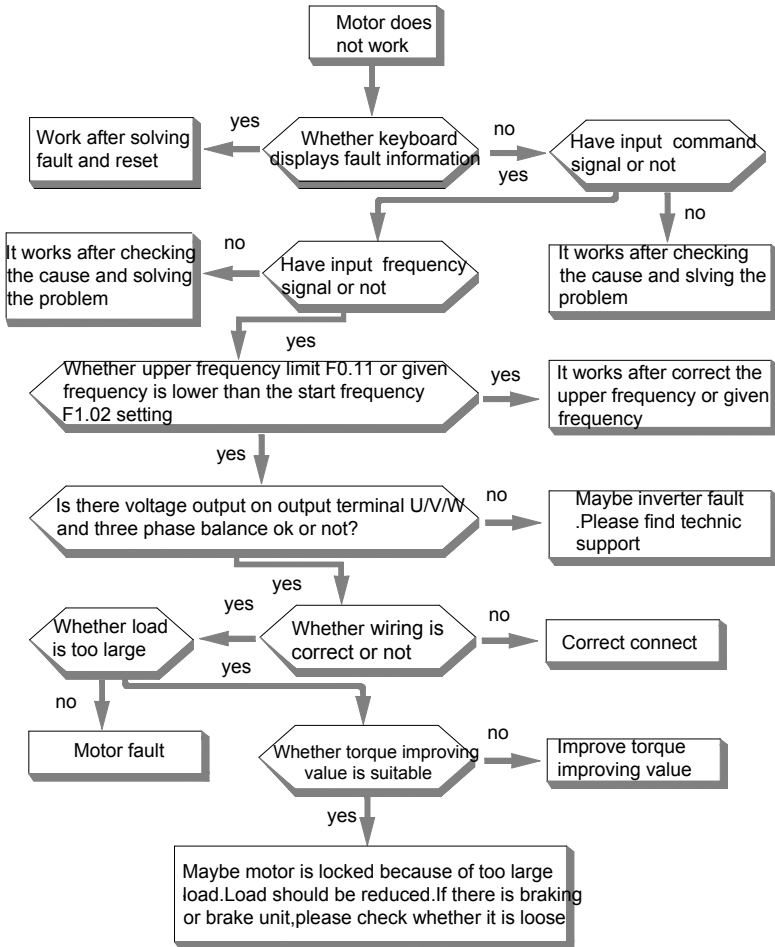 Motor does
not work
yes
Work after solving
fault and reset
Whether keyboard
displays fault information
no
Have input command
signal or not
yes
no
It works after checking
the cause and slving the
problem
It works after checking
the cause and solving
the problem
no
Have input frequency
signal or not
yes
Whether upper frequency limit F0.11 or given
frequency is lower than the start frequency
F1.02 setting
yes
It works after correct the
upper frequency or given
frequency
yes
Is there voltage output on output terminal U/V/W
and three phase balance ok or not?
no
Maybe inverter fault
.Please find technic
support
yes
Whether wiring is
correct or not
no
Correct connect
yes
Whether load
is too large
yes
no
Motor fault
Whether torque improving
value is suitable
no
Improve torque
improving value
yes
Maybe motor is locked because of too large
load.Load should be reduced.If there is braking
or brake unit,please check whether it is loose